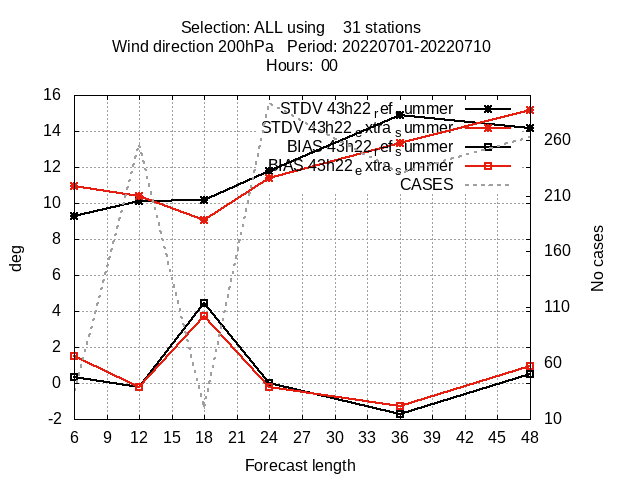 Selection: ALL using    31 stations
Wind direction 200hPa   Period: 20220701-20220710
Hours:  00
STDV 43h22_ref_summer
STDV 43h22_extra_summer
BIAS 43h22_ref_summer
BIAS 43h22_extra_summer
CASES
16
14
12
10
8
6
4
2
0
-2
260
210
160
110
60
10
deg
No cases
6 9 12 15 18 21 24 27 30 33 36 39 42 45 48
Forecast length